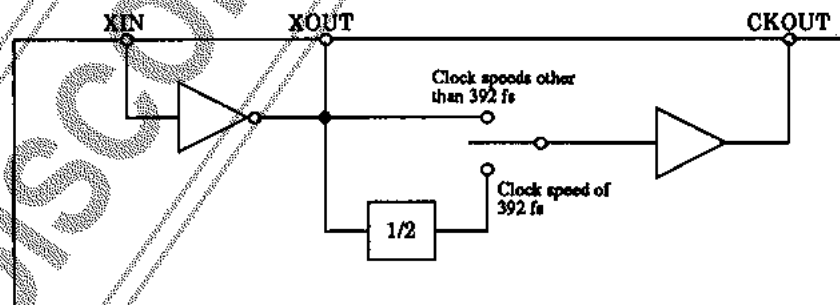 XIN XOUT CKOUT
Clock speeds other
than 392 fs
Clock speed of
392 fs
1/2